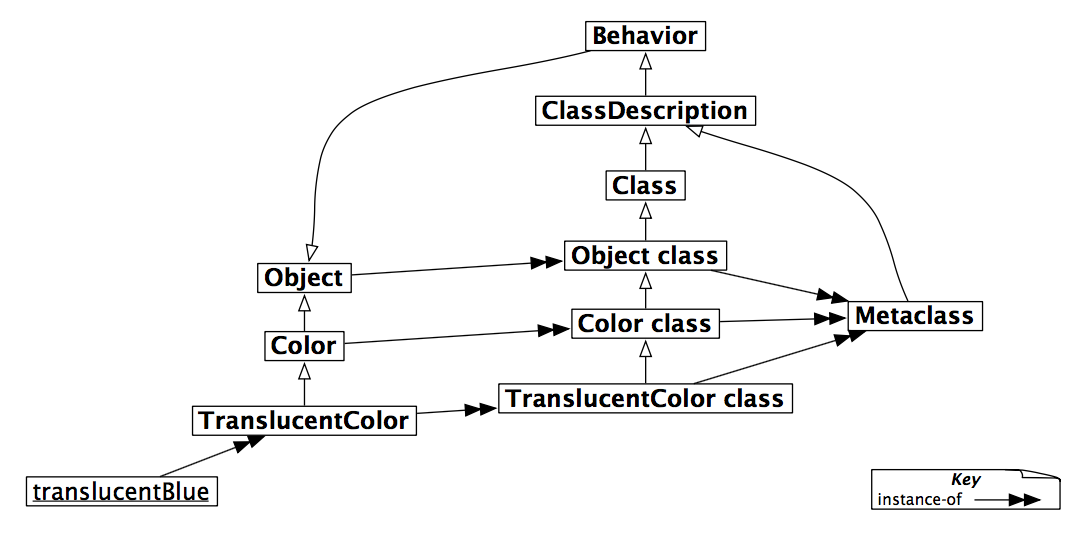 Behavior
ClassDescription
Class
Object class
Object
Metaclass
Color class
Color
TranslucentColor class
TranslucentColor
translucentBlue
Key
instance-of